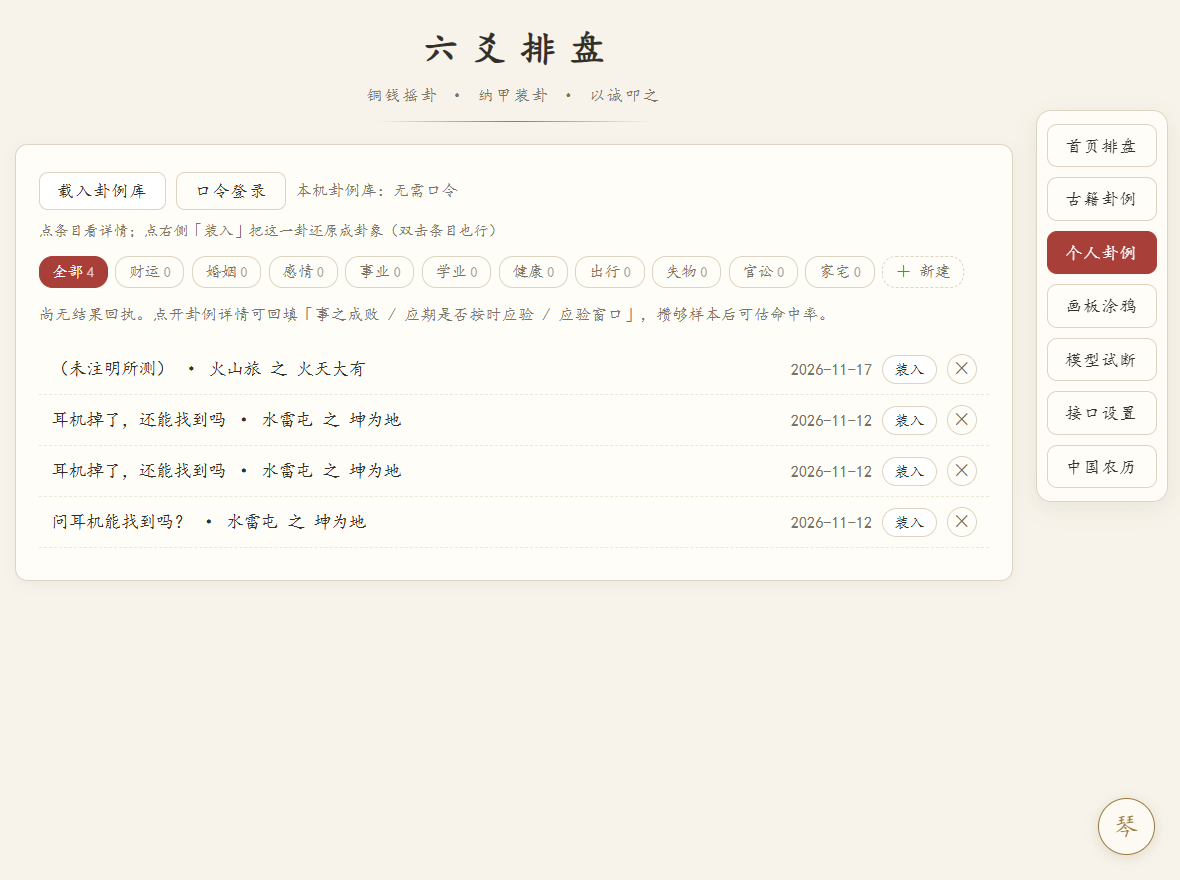 六爻排盘
铜钱摇卦 • 纳甲装卦 • 以诚叩之
载入卦例库 口令登录 本机卦例库：无需口令
点条目看详情；点右侧「装入」把这一卦还原成卦象（双击条目也行）
全部 4 财运 0 婚姻 0 感情 0 事业 0 学业 0 健康 0 出行 0 失物 0 官讼 0 家宅 0 ＋ 新建
尚无结果回执。点开卦例详情可回填「事之成败 / 应期是否按时应验 / 应验窗口」，攒够样本后可估命中率。
（未注明所测） • 火山旅 之 火天大有 2026-11-17 装入 ×
耳机掉了，还能找到吗 • 水雷屯 之 坤为地 2026-11-12 装入 ×
耳机掉了，还能找到吗 • 水雷屯 之 坤为地 2026-11-12 装入 ×
问耳机能找到吗？ • 水雷屯 之 坤为地 2026-11-12 装入 ×
首页排盘
古籍卦例
个人卦例
画板涂鸦
模型试断
接口设置
中国农历
琴